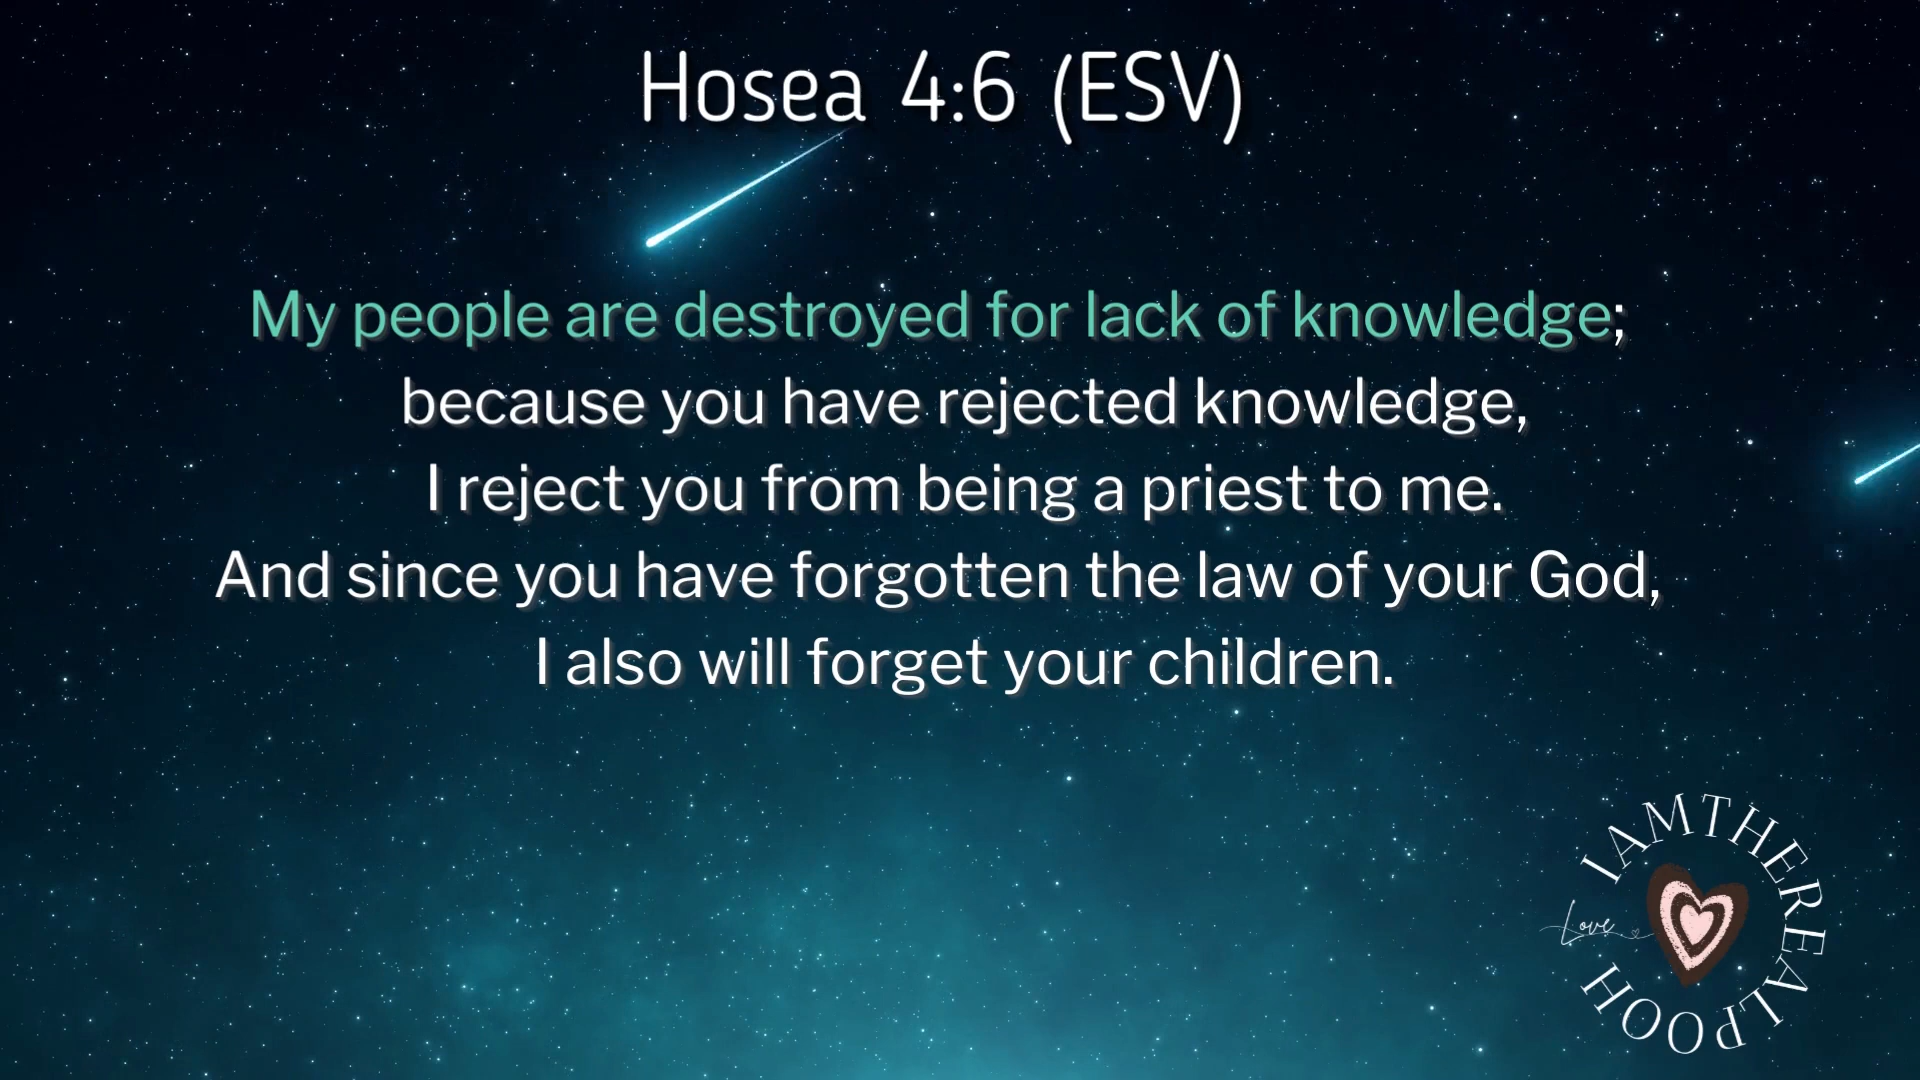 Hosea 4:6 (ESV)
My people are destroyed for lack of knowledge;
because you have rejected knowledge,
I reject you from being a priest to me.
And since you have forgotten the law of your God,
I also will forget your children.
IAMTHEREALPOOH
Love